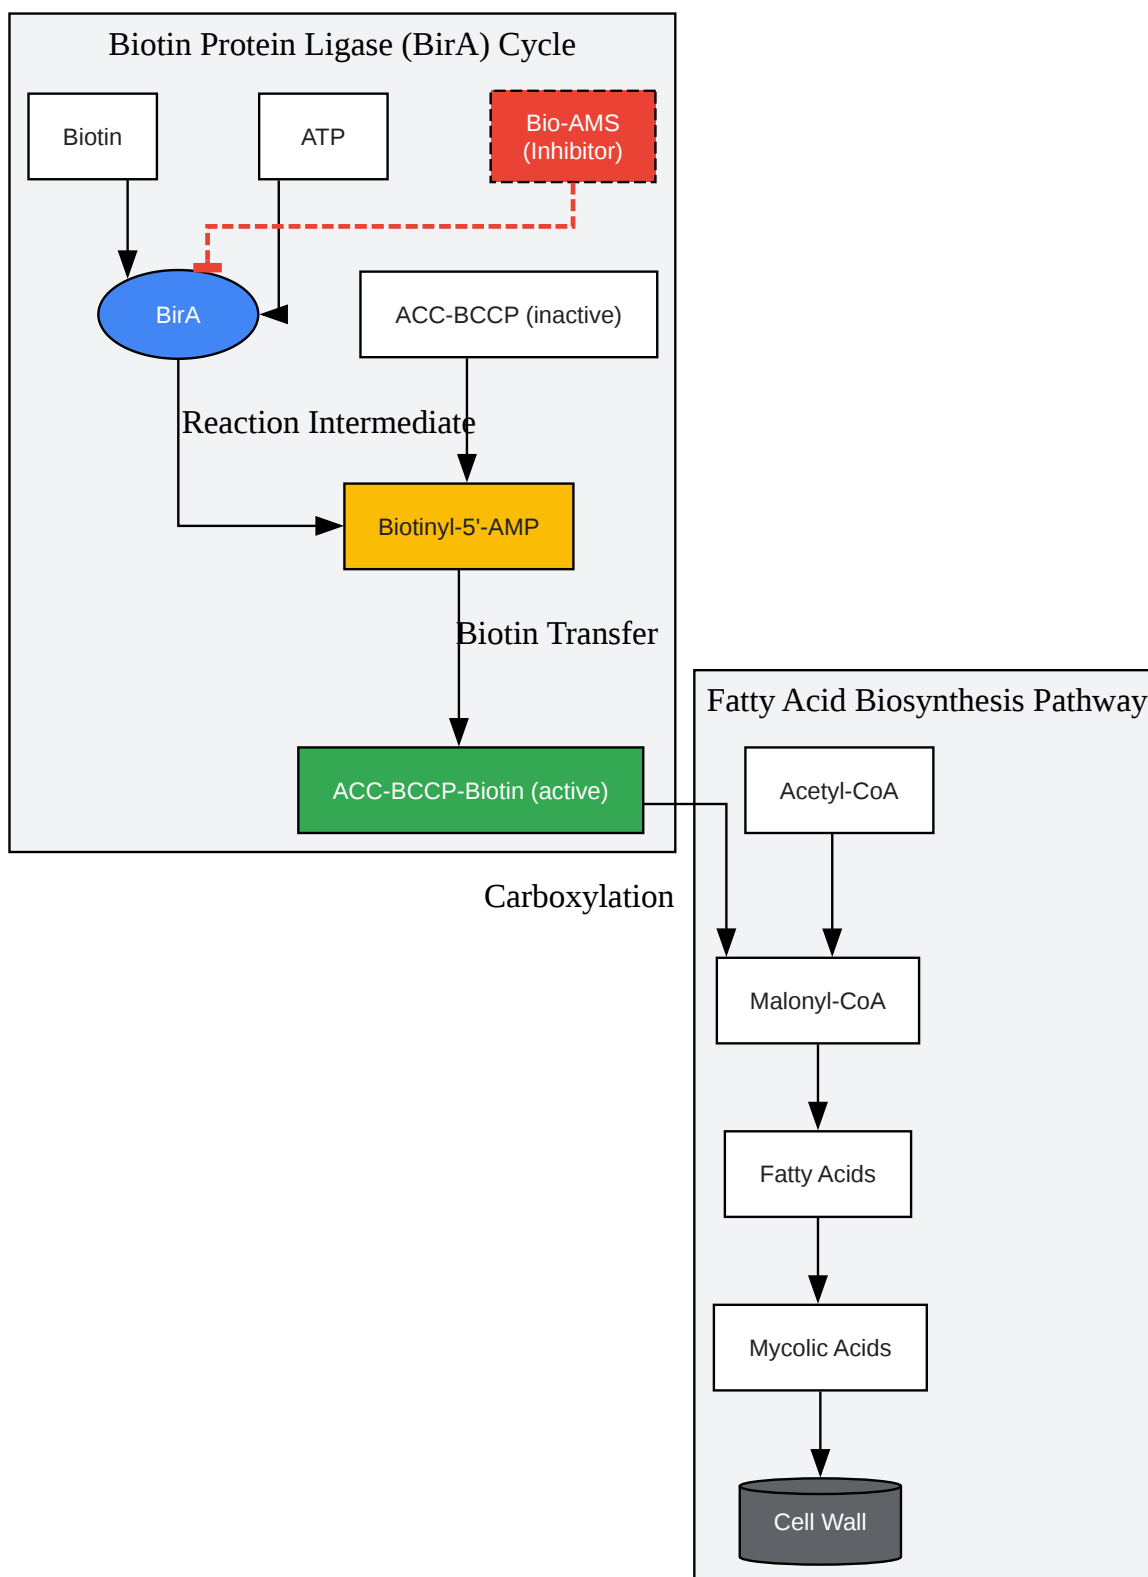 Biotin Protein Ligase (BirA) Cycle
Biotin
ATP
Bio-AMS
(Inhibitor)
BirA
ACC-BCCP (inactive)
Reaction Intermediate
Biotinyl-5'-AMP
Biotin Transfer
ACC-BCCP-Biotin (active)
Carboxylation
Fatty Acid Biosynthesis Pathway
Acetyl-CoA
Malonyl-CoA
Fatty Acids
Mycolic Acids
Cell Wall